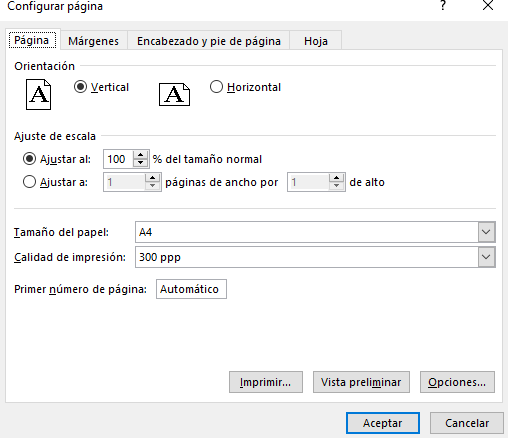 Configurar página ? X
Página Márgenes Encabezado y pie de página Hoja
Orientación
A Vertical A Horizontal
Ajuste de escala
Ajustar al: 100 % del tamaño normal
Ajustar a: 1 páginas de ancho por 1 de alto
Tamaño del papel: A4
Calidad de impresión: 300 ppp
Primer número de página: Automático
Imprimir... Vista preliminar Opciones...
Aceptar Cancelar